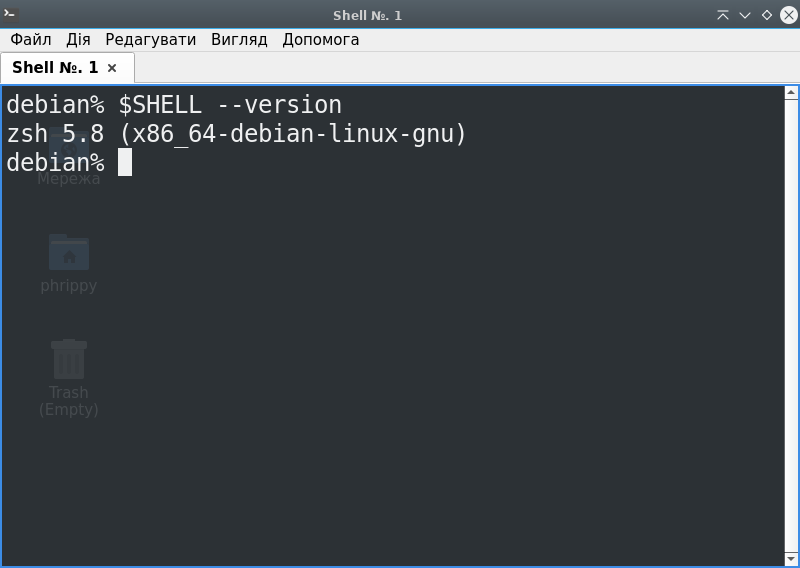 Shell №. 1
Файл Дія Редагувати Вигляд Допомога
Shell №. 1
debian% $SHELL --version
zsh 5.8 (x86_64-debian-linux-gnu)
debian%
Мережа
phrippy
Trash
(Empty)